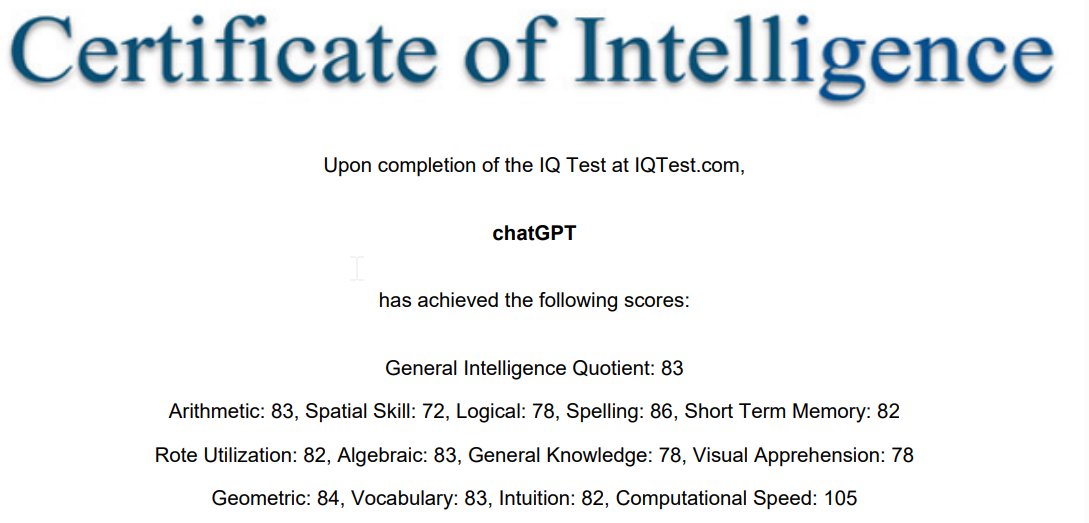 Certificate of Intelligence
Upon completion of the IQ Test at IQTest.com,
chatGPT
has achieved the following scores:
General Intelligence Quotient: 83
Arithmetic: 83, Spatial Skill: 72, Logical: 78, Spelling: 86, Short Term Memory: 82
Rote Utilization: 82, Algebraic: 83, General Knowledge: 78, Visual Apprehension: 78
Geometric: 84, Vocabulary: 83, Intuition: 82, Computational Speed: 105